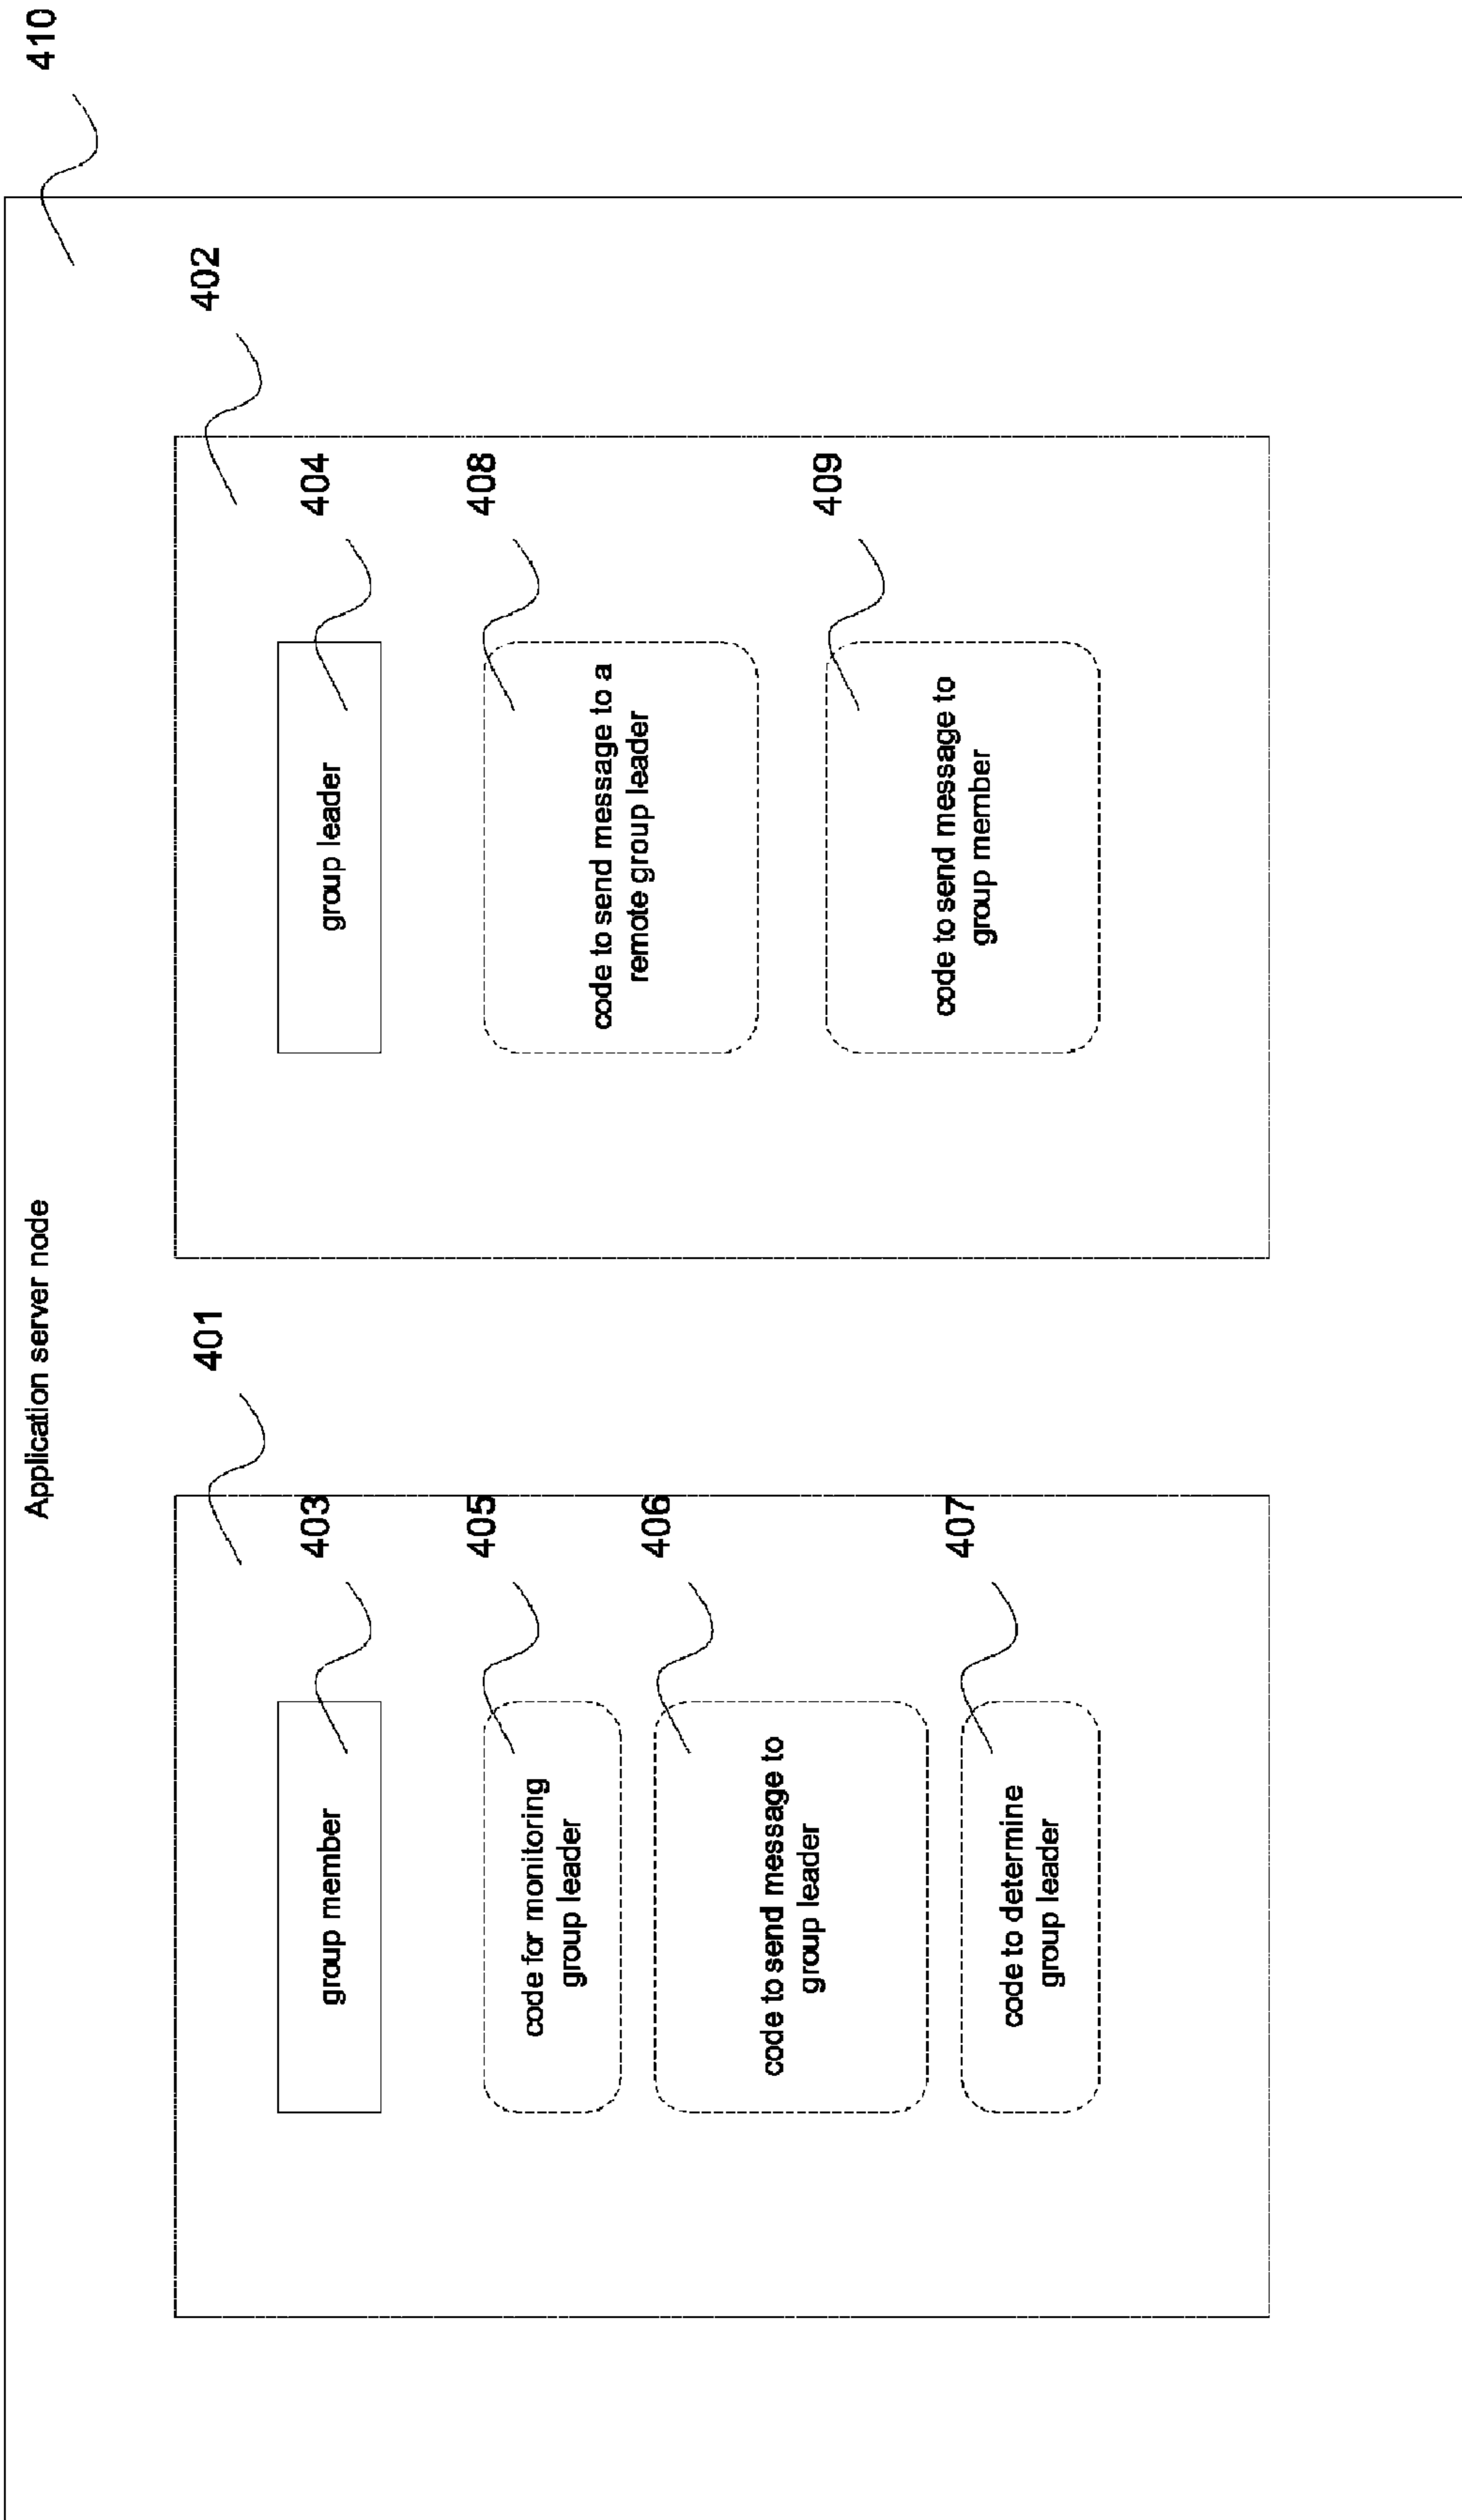 410
Application server node
401
403
group member
405
code for monitoring
group leader
406
code to send message to
group leader
407
code to determine
group leader
402
404
group leader
408
code to send message to a
remote group leader
409
code to send message to
group member